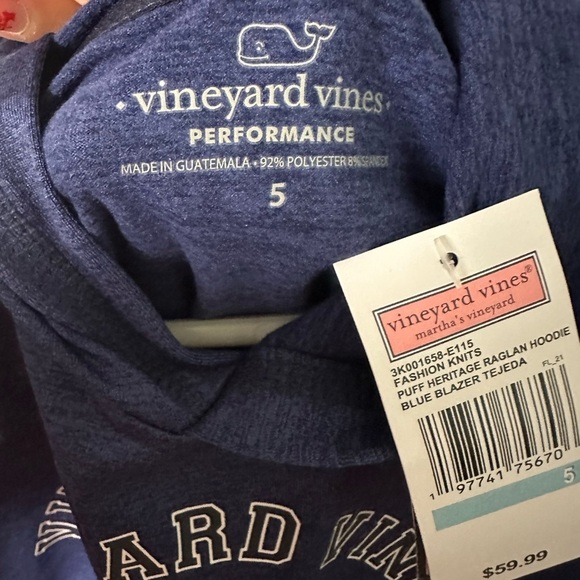 vineyard vines
PERFORMANCE
MADE IN GUATEMALA • 92% POLYESTER 8% SPANDEX
5
vineyard vines®
martha's vineyard
3K001658-E115
FASHION KNITS
PUFF HERITAGE RAGLAN HOODIE
BLUE BLAZER TEJEDA
FL_21
1 97741 75670
5
$59.99
ARD VIN